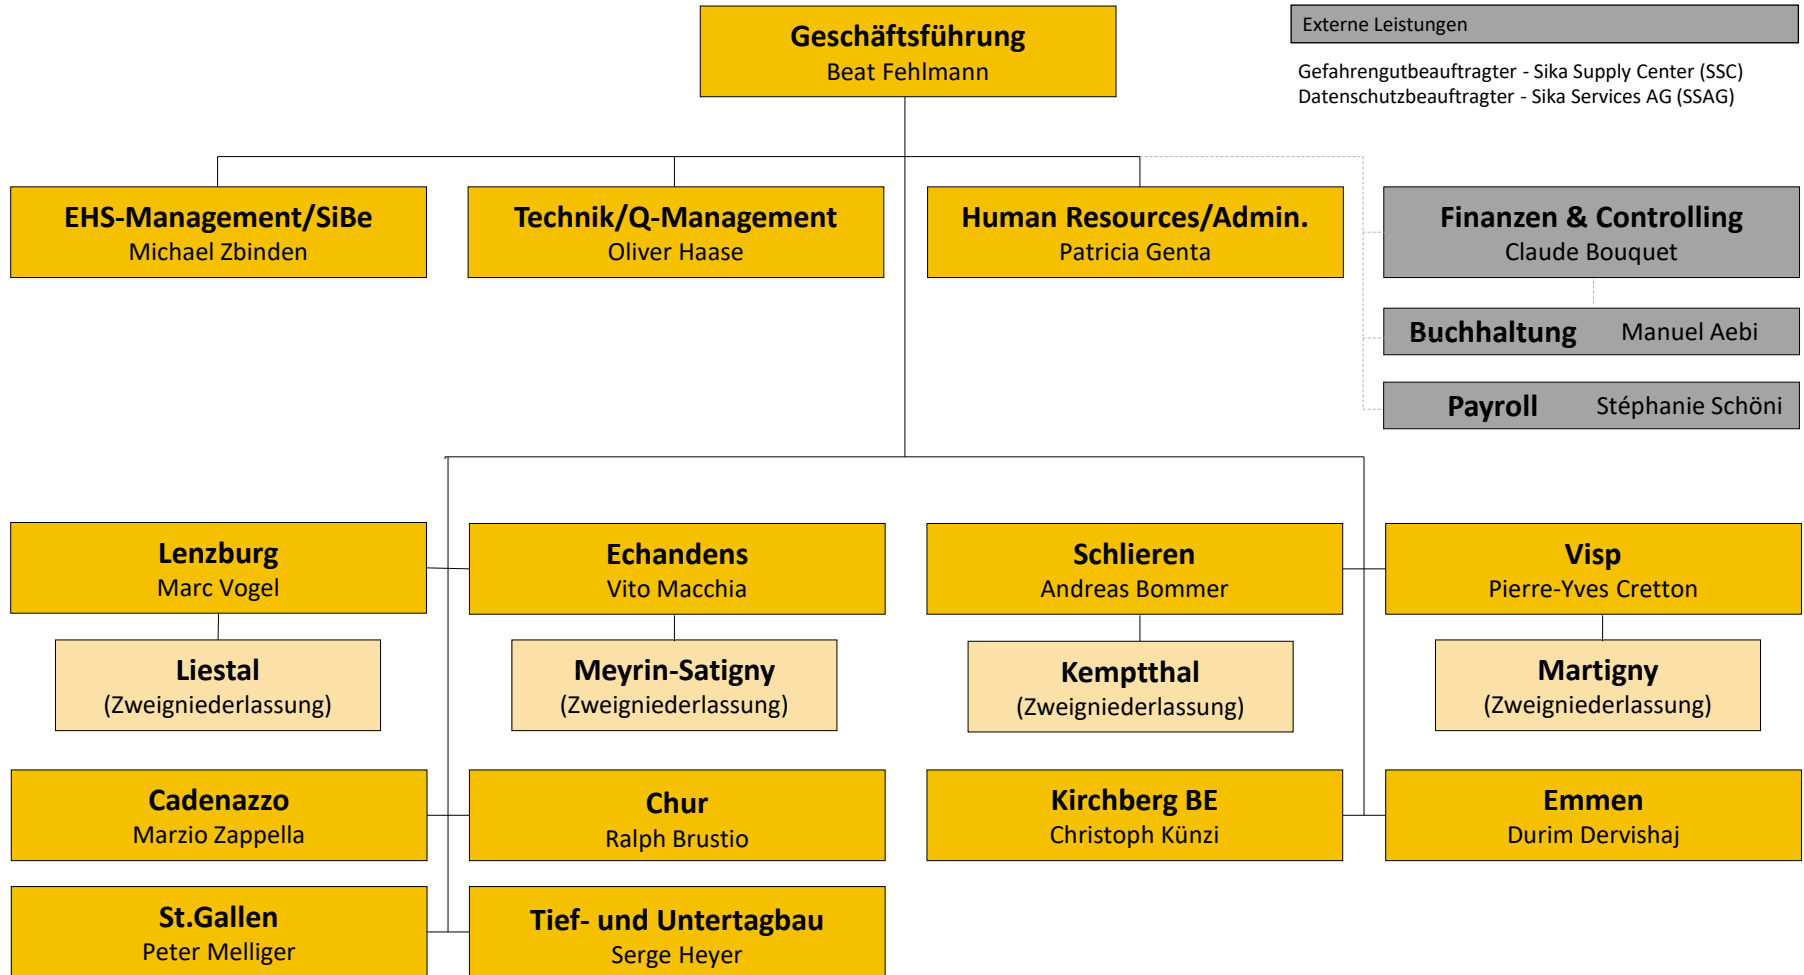 Geschäftsführung
Beat Fehlmann
Externe Leistungen
Gefahrengutbeauftragter - Sika Supply Center (SSC)
Datenschutzbeauftragter - Sika Services AG (SSAG)
EHS-Management/SiBe
Michael Zbinden
Technik/Q-Management
Oliver Haase
Human Resources/Admin.
Patricia Genta
Finanzen & Controlling
Claude Bouquet
Buchhaltung Manuel Aebi
Payroll Stéphanie Schöni
Lenzburg
Marc Vogel
Echandens
Vito Macchia
Schlieren
Andreas Bommer
Visp
Pierre-Yves Cretton
Liestal
(Zweigniederlassung)
Meyrin-Satigny
(Zweigniederlassung)
Kemptthal
(Zweigniederlassung)
Martigny
(Zweigniederlassung)
Cadenazzo
Marzio Zappella
Chur
Ralph Brustio
Kirchberg BE
Christoph Künzi
Emmen
Durim Dervishaj
St.Gallen
Peter Melliger
Tief- und Untertagbau
Serge Heyer